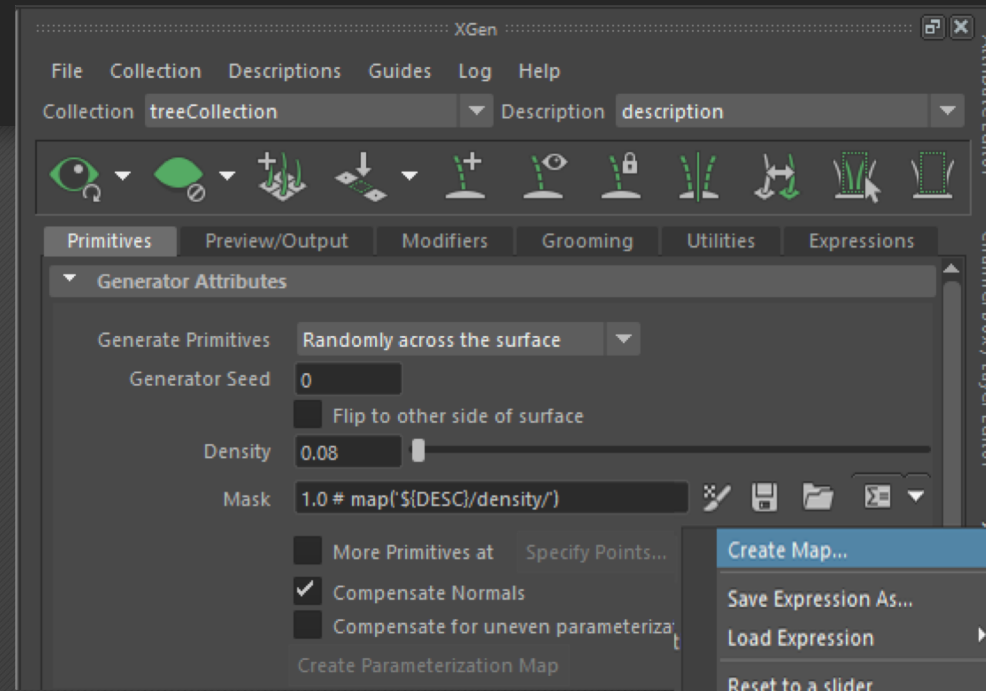 XGen
File Collection Descriptions Guides Log Help
Collection treeCollection Description description
Primitives Preview/Output Modifiers Grooming Utilities Expressions
Generator Attributes
Generate Primitives Randomly across the surface
Generator Seed 0
Flip to other side of surface
Density 0.08
Mask 1.0 # map('${DESC}/density/')
More Primitives at Specify Points...
Create Map...
Compensate Normals
Save Expression As...
Compensate for uneven parameteriza
Load Expression
Create Parameterization Map
Reset to a slider